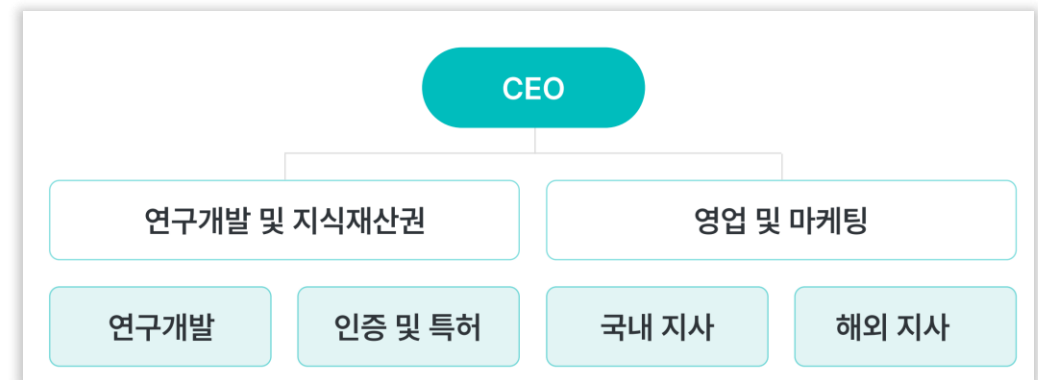 CEO
연구개발 및 지식재산권
영업 및 마케팅
연구개발
인증 및 특허
국내 지사
해외 지사